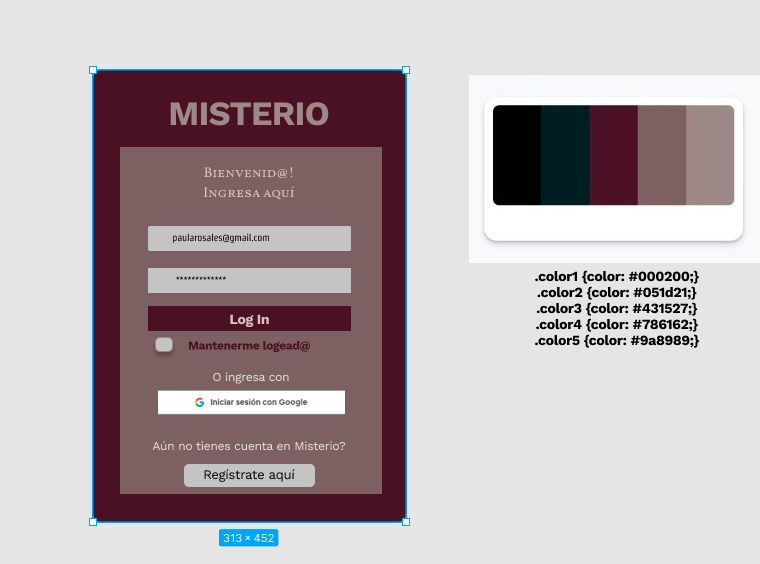 MISTERIO
Bienvenid@!
Ingresa aquí
paularosales@gmail.com
*************
Log In
Mantenerme logead@
O ingresa con
Iniciar sesión con Google
Aún no tienes cuenta en Misterio?
Regístrate aquí
313 × 452
.color1 {color: #000200;}
.color2 {color: #051d21;}
.color3 {color: #431527;}
.color4 {color: #786162;}
.color5 {color: #9a8989;}